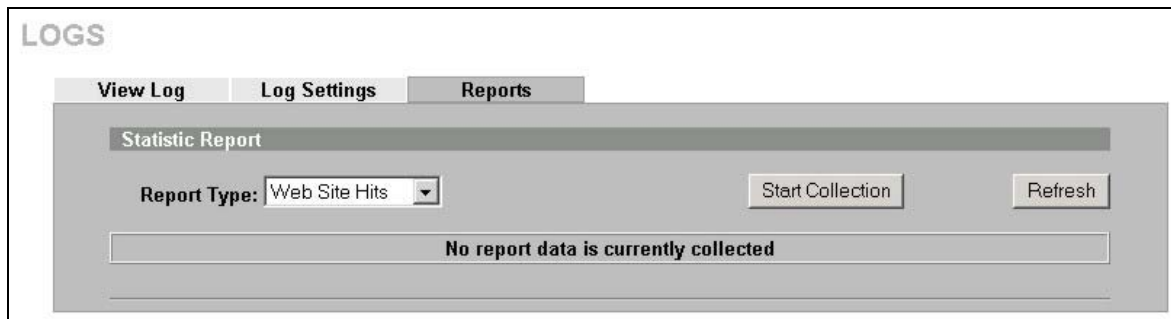 LOGS
View Log Log Settings Reports
Statistic Report
Report Type: Web Site Hits Start Collection Refresh
No report data is currently collected